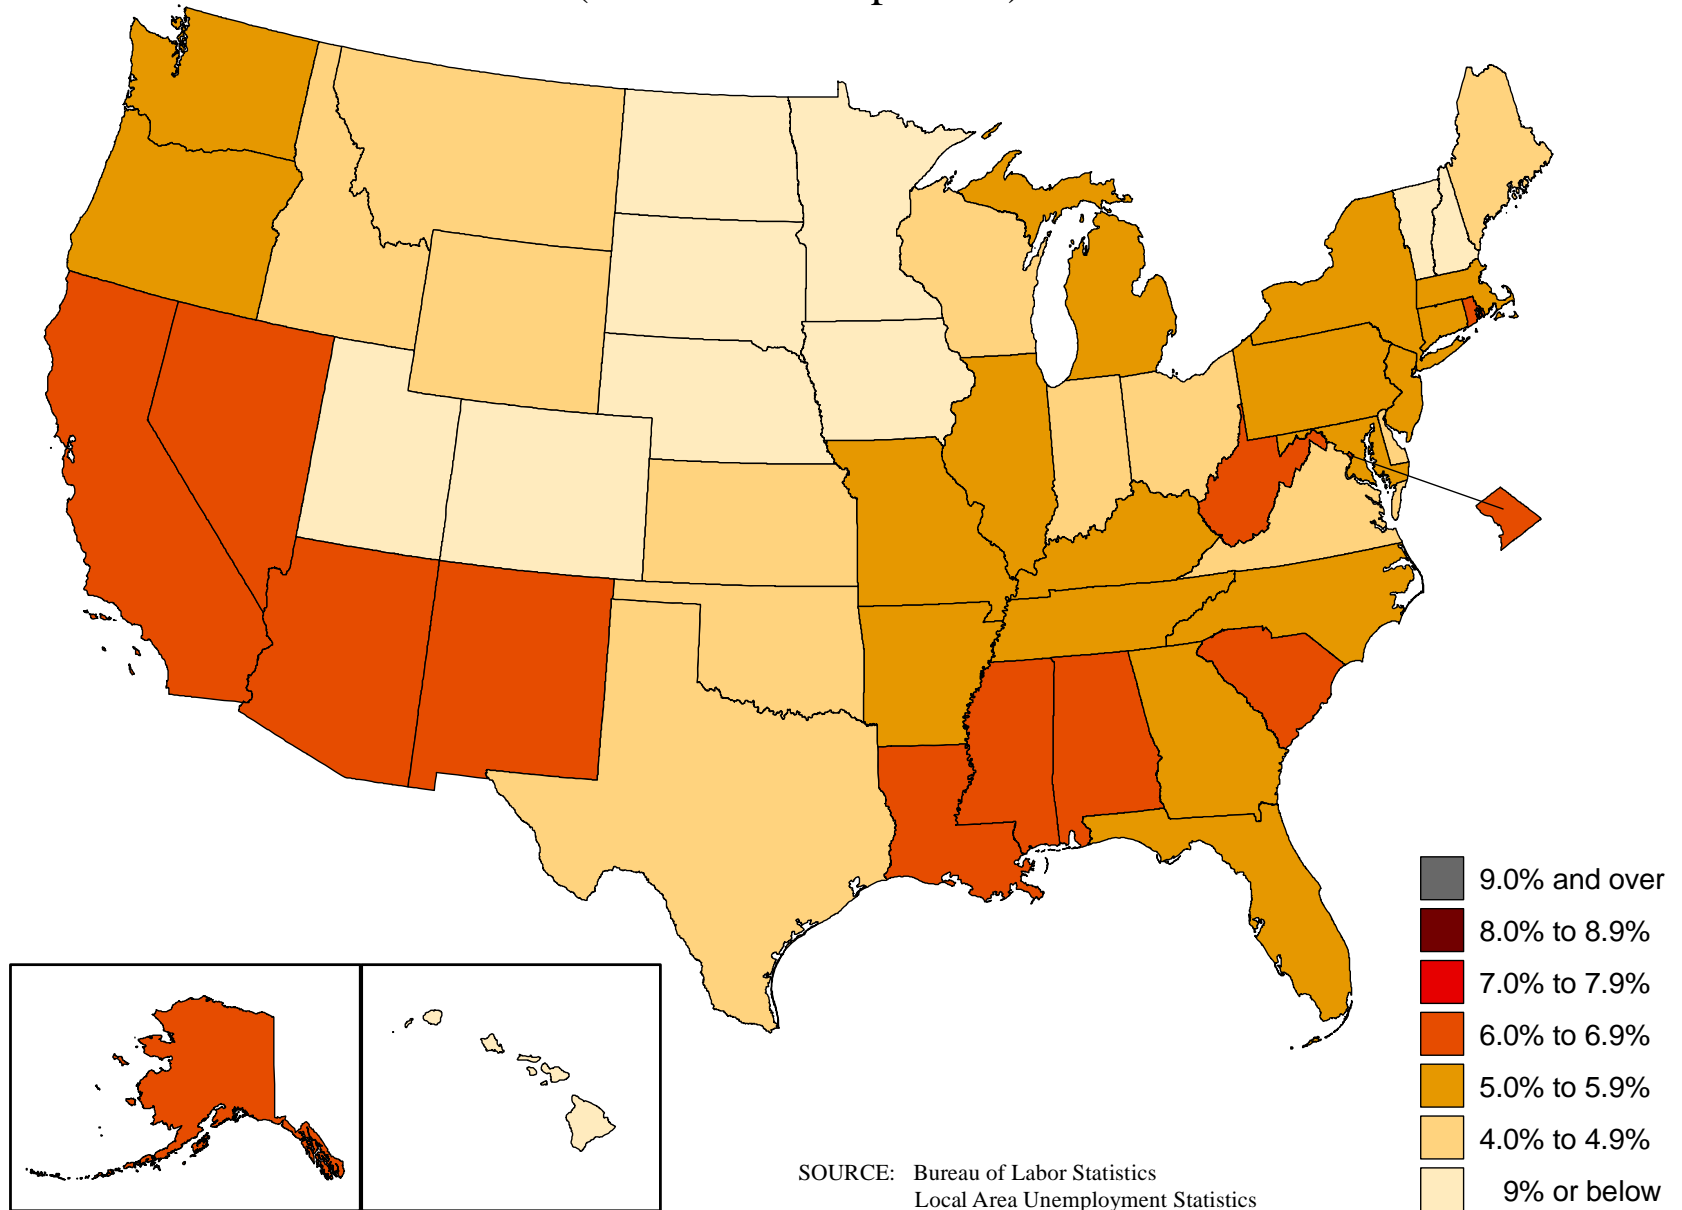 9.0% and over
8.0% to 8.9%
7.0% to 7.9%
6.0% to 6.9%
5.0% to 5.9%
4.0% to 4.9%
9% or below
SOURCE: Bureau of Labor Statistics
Local Area Unemployment Statistics